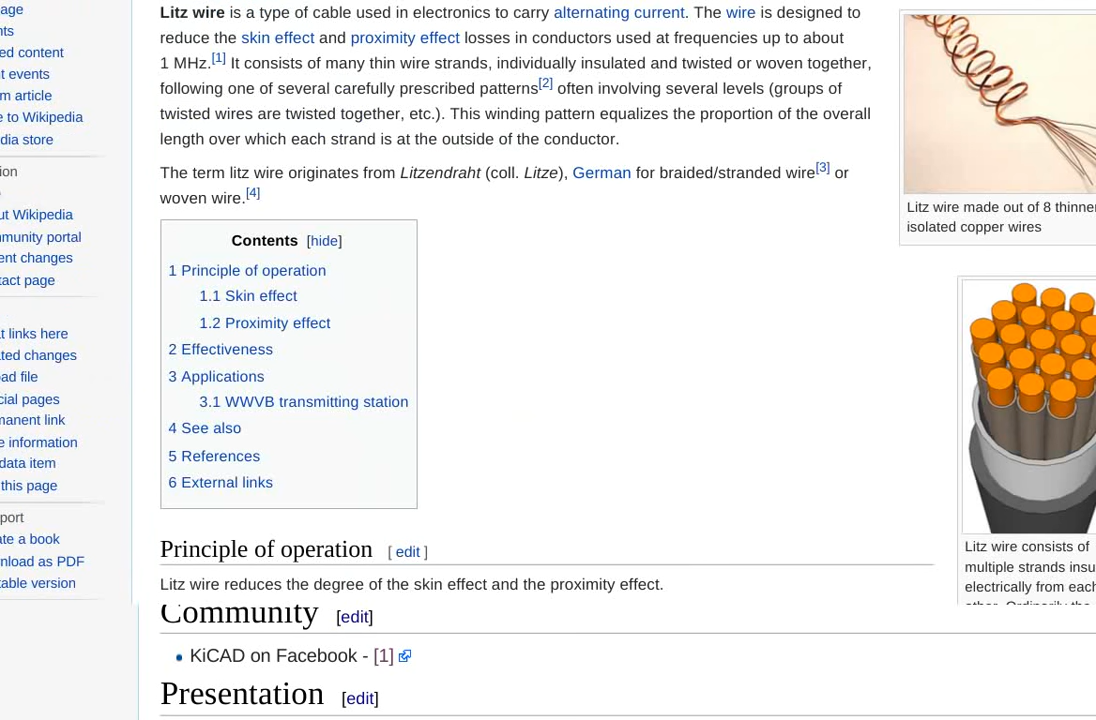 age
nts
ed content
t events
m article
e to Wikipedia
dia store
ion
ut Wikipedia
munity portal
ent changes
tact page
t links here
ated changes
oad file
cial pages
manent link
e information
data item
this page
port
ate a book
nload as PDF
table version
Litz wire is a type of cable used in electronics to carry alternating current. The wire is designed to
reduce the skin effect and proximity effect losses in conductors used at frequencies up to about
1 MHz.[1] It consists of many thin wire strands, individually insulated and twisted or woven together,
following one of several carefully prescribed patterns[2] often involving several levels (groups of
twisted wires are twisted together, etc.). This winding pattern equalizes the proportion of the overall
length over which each strand is at the outside of the conductor.
The term litz wire originates from Litzendraht (coll. Litze), German for braided/stranded wire[3] or
woven wire.[4]
Contents [hide]
1 Principle of operation
1.1 Skin effect
1.2 Proximity effect
2 Effectiveness
3 Applications
3.1 WWVB transmitting station
4 See also
5 References
6 External links
Litz wire made out of 8 thinner
isolated copper wires
Litz wire consists of
multiple strands insu
electrically from each
other. Ordinarily the
Principle of operation [ edit ]
Litz wire reduces the degree of the skin effect and the proximity effect.
Community [edit]
• KiCAD on Facebook - [1]
Presentation [edit]